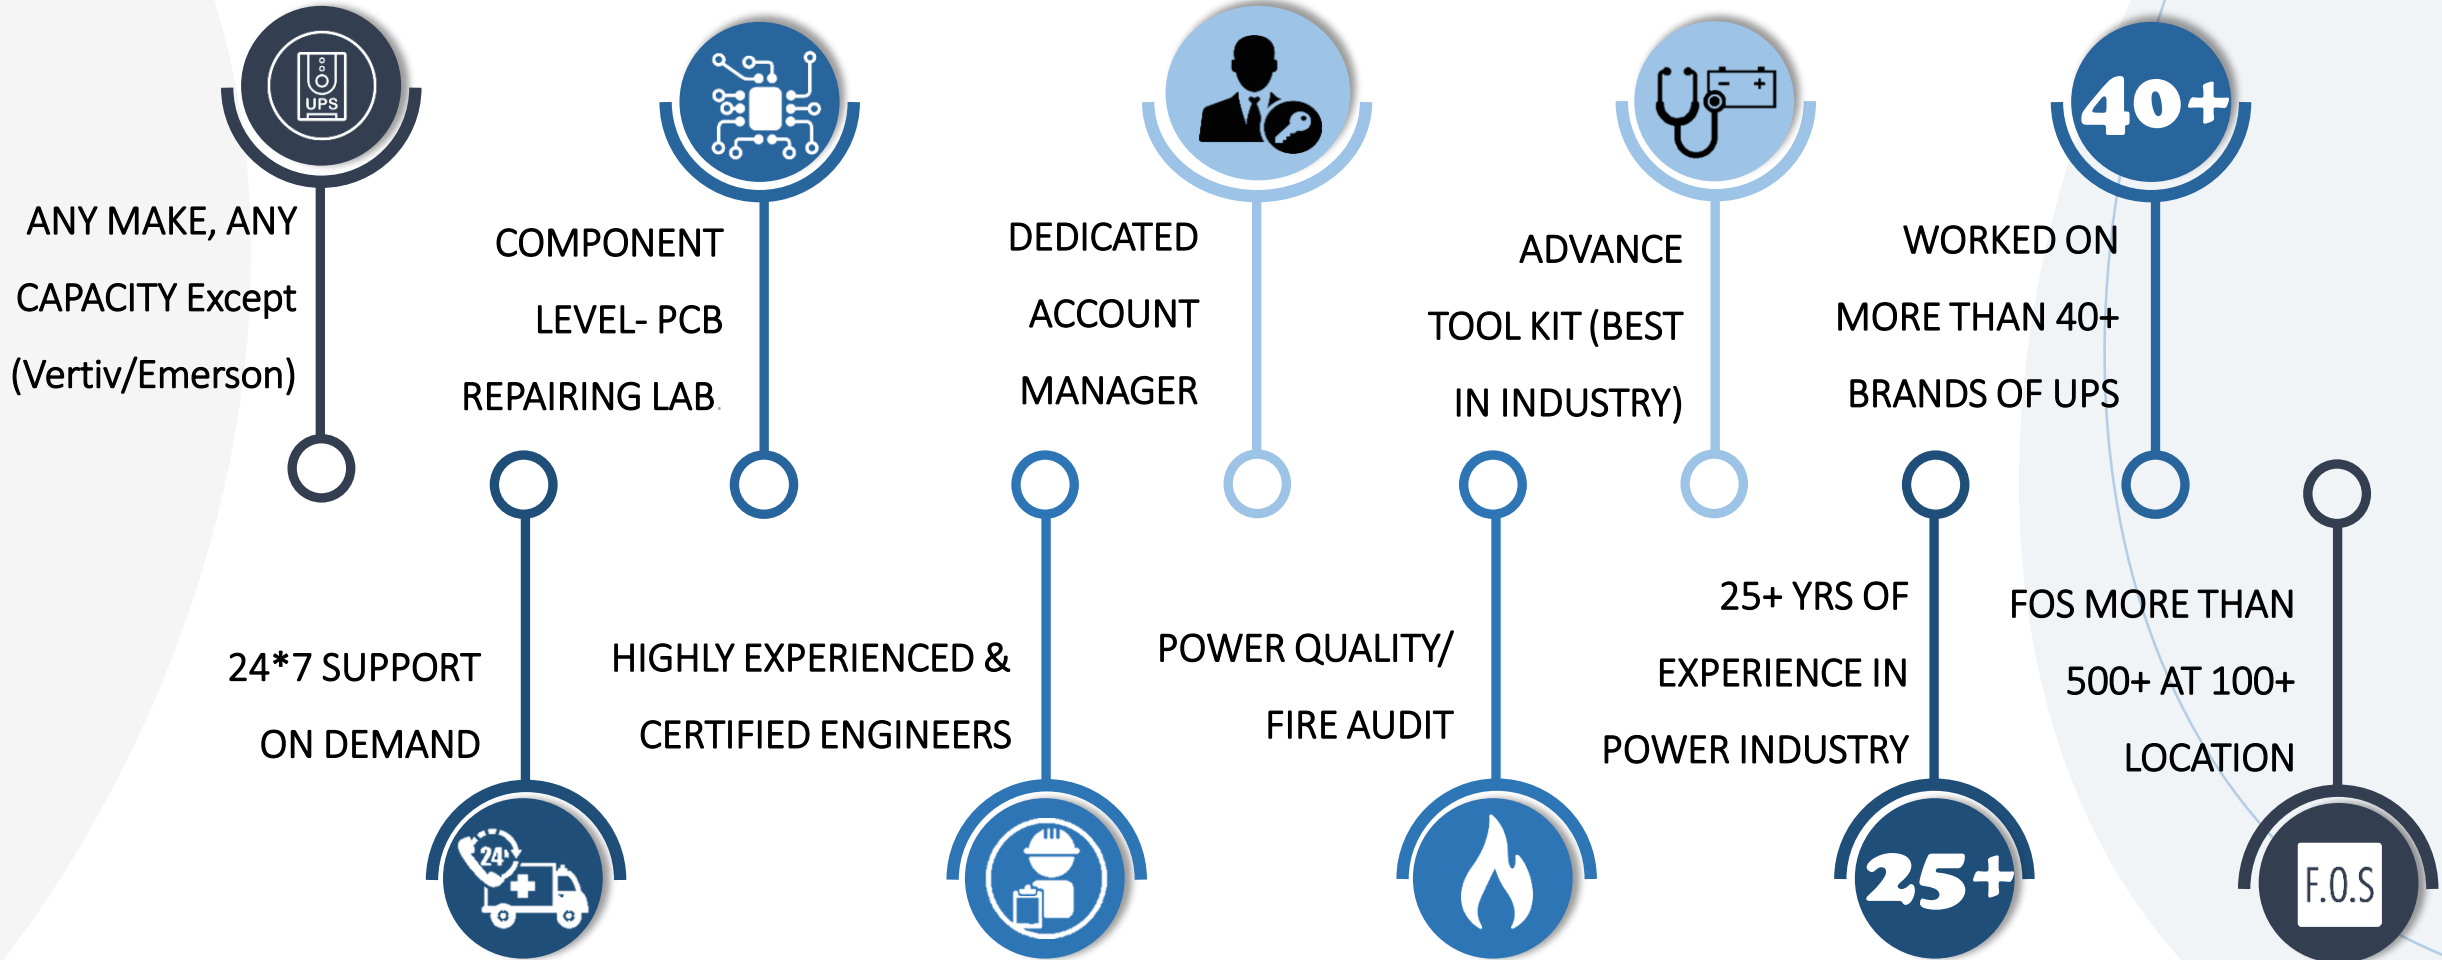 UPS
ANY MAKE, ANY
CAPACITY Except
(Vertiv/Emerson)
COMPONENT
LEVEL- PCB
REPAIRING LAB.
DEDICATED
ACCOUNT
MANAGER
ADVANCE
TOOL KIT (BEST
IN INDUSTRY)
40+
WORKED ON
MORE THAN 40+
BRANDS OF UPS
24*7 SUPPORT
ON DEMAND
24
HIGHLY EXPERIENCED &
CERTIFIED ENGINEERS
POWER QUALITY/
FIRE AUDIT
25+ YRS OF
EXPERIENCE IN
POWER INDUSTRY
25+
FOS MORE THAN
500+ AT 100+
LOCATION
F.O.S